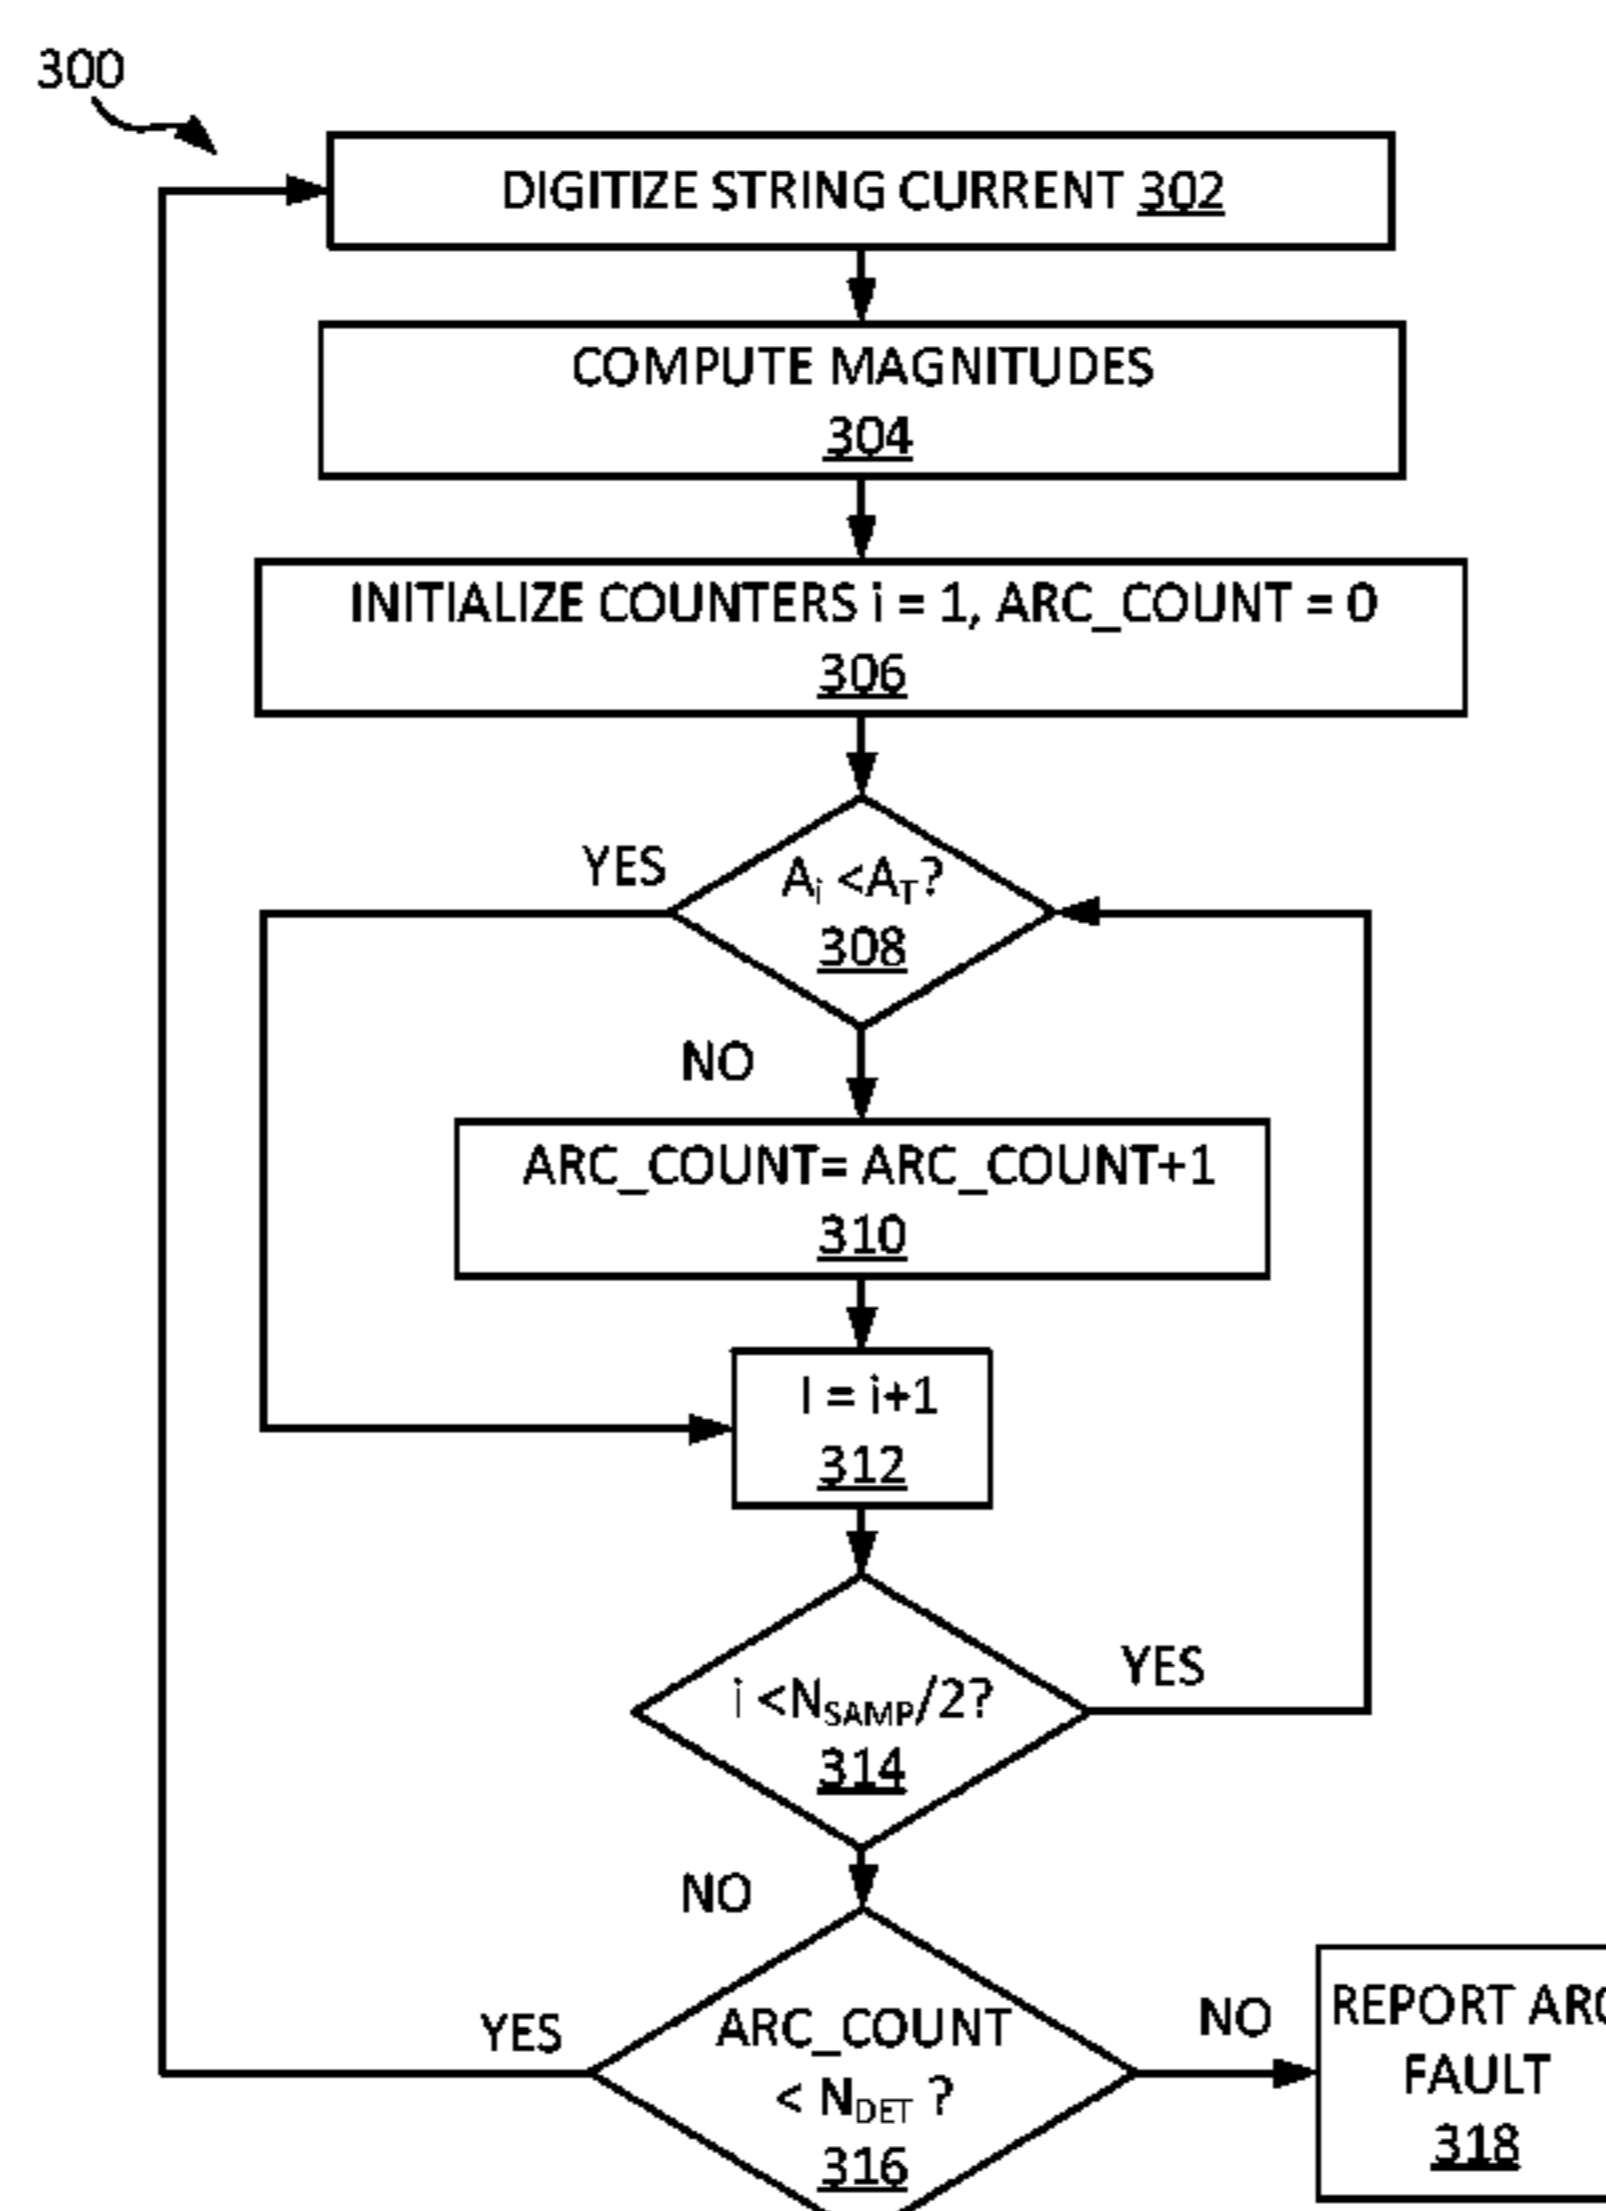 300
DIGITIZE STRING CURRENT 302
COMPUTE MAGNITUDES
304
INITIALIZE COUNTERS i = 1, ARC_COUNT = 0
306
YES
Ai <AT?
308
NO
ARC_COUNT= ARC_COUNT+1
310
I = i+1
312
YES
i <NSAMP/2?
314
NO
YES
ARC_COUNT
< NDET ?
316
NO
REPORT ARC
FAULT
318